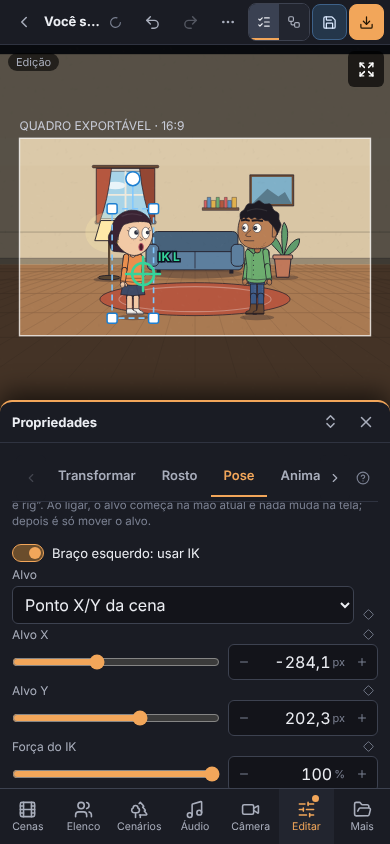 Você s...
Edição
QUADRO EXPORTÁVEL · 16:9
IKL
Propriedades
Transformar
Rosto
Pose
Anima
e rig". Ao ligar, o alvo começa na mão atual e nada muda na tela;
depois é só mover o alvo.
Braço esquerdo: usar IK
Alvo
Ponto X/Y da cena
Alvo X
-284,1 px
Alvo Y
202,3 px
Força do IK
100 %
Cenas
Elenco
Cenários
Áudio
Câmera
Editar
Mais